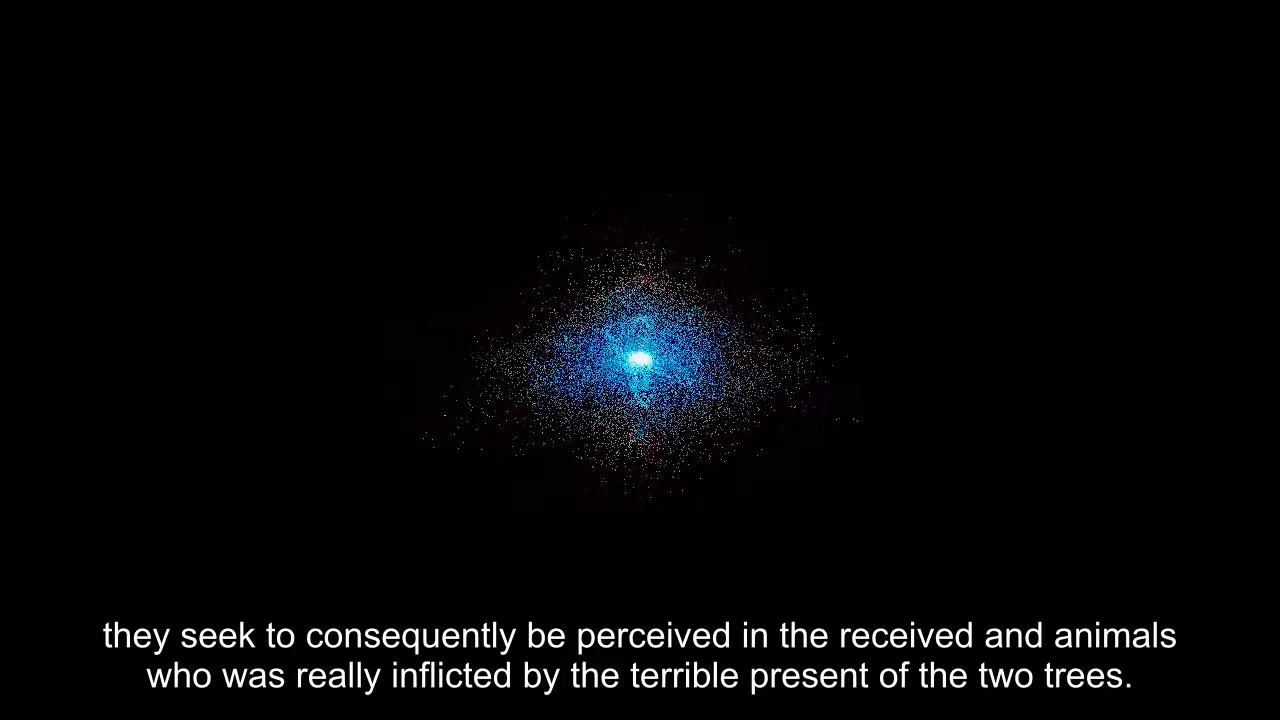 they seek to consequently be perceived in the received and animals
who was really inflicted by the terrible present of the two trees.